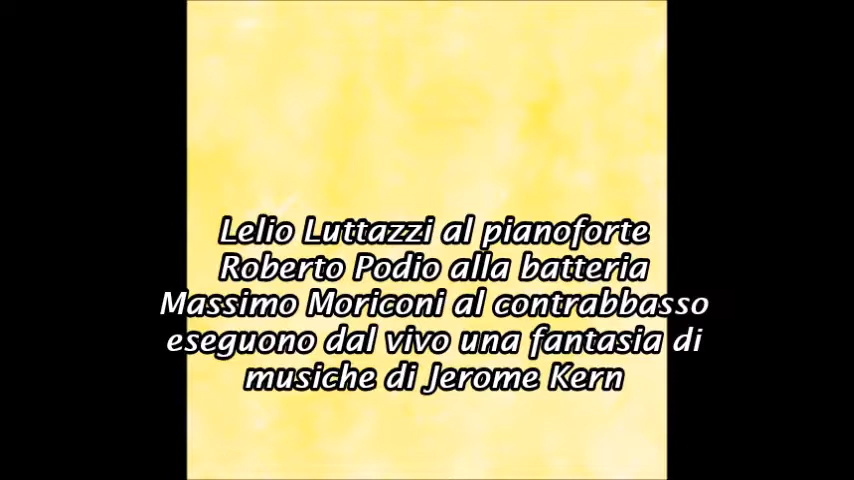 Lelio Luttazzi al pianoforte
Roberto Podio alla batteria
Massimo Moriconi al contrabbasso
eseguono dal vivo una fantasia di
musiche di Jerome Kern